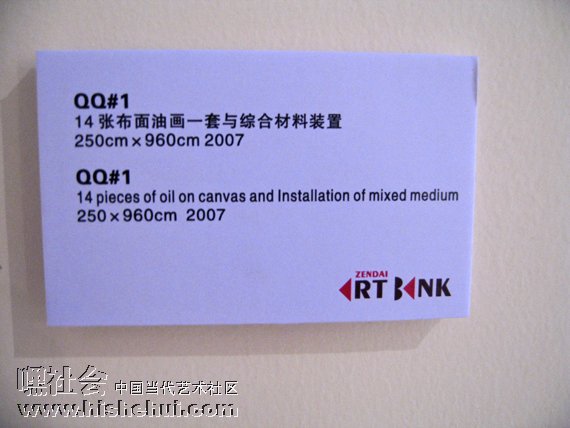 QQ#1
14 张布面油画一套与综合材料装置
250cm×960cm 2007
QQ#1
14 pieces of oil on canvas and Installation of mixed medium
250×960cm 2007
ZENDAI
ART BANK
嘿社会 中国当代艺术社区
www.hishehui.com